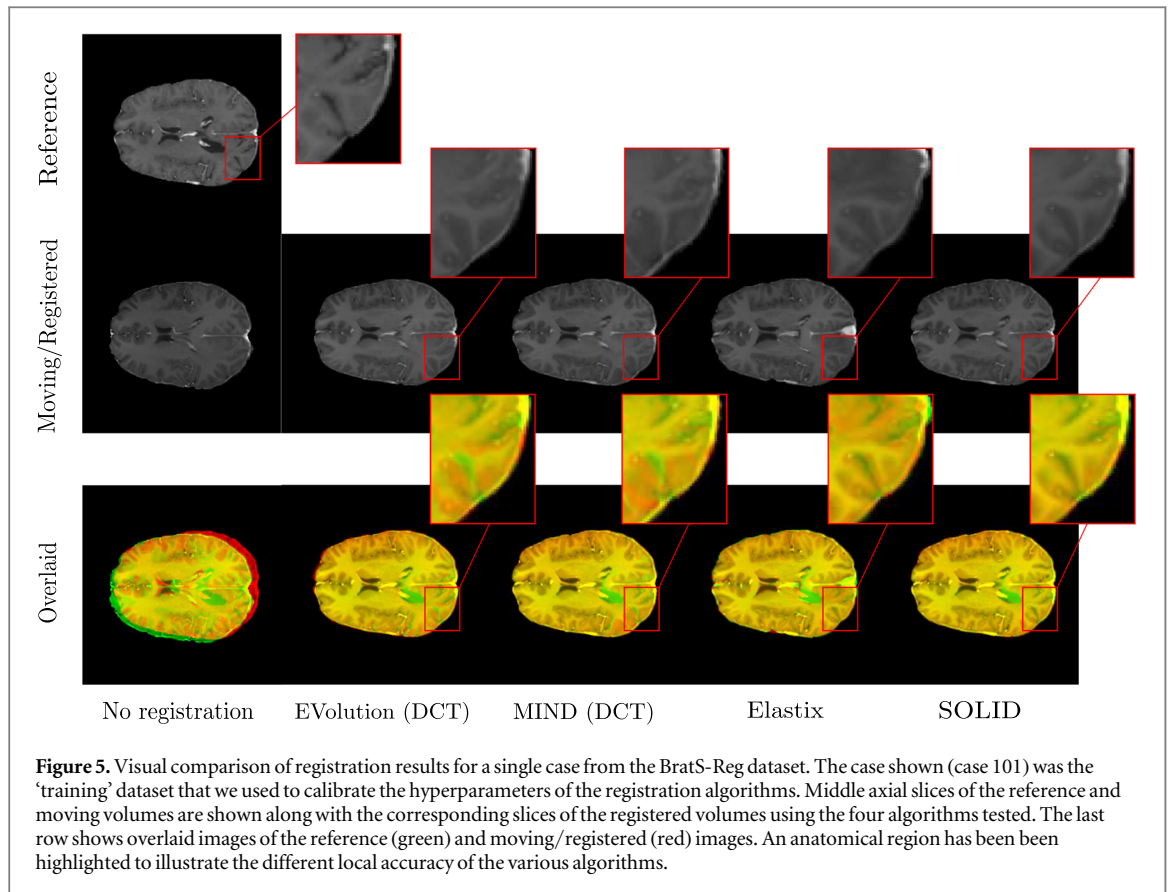 Reference
Moving/Registered
Overlaid
No registration
EVolution (DCT)
MIND (DCT)
Elastix
SOLID
Figure 5. Visual comparison of registration results for a single case from the BratS-Reg dataset. The case shown (case 101) was the
‘training’ dataset that we used to calibrate the hyperparameters of the registration algorithms. Middle axial slices of the reference and
moving volumes are shown along with the corresponding slices of the registered volumes using the four algorithms tested. The last
row shows overlaid images of the reference (green) and moving/registered (red) images. An anatomical region has been been
highlighted to illustrate the different local accuracy of the various algorithms.